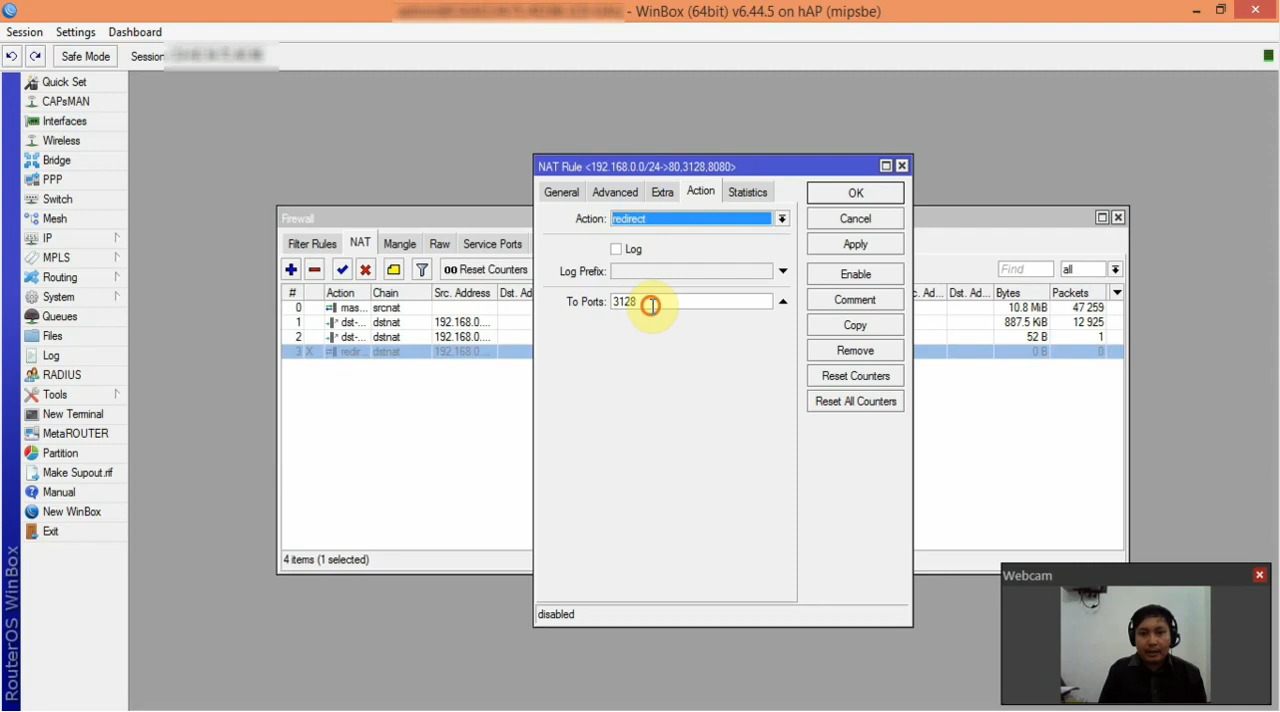 - WinBox (64bit) v6.44.5 on hAP (mipsbe)
Session Settings Dashboard
Safe Mode Session
Quick Set
CAPsMAN
Interfaces
Wireless
Bridge
PPP
Switch
Mesh
IP
MPLS
Routing
System
Queues
Files
Log
RADIUS
Tools
New Terminal
MetaROUTER
Partition
Make Supout.rif
Manual
New WinBox
Exit
RouterOS WinBox
Firewall
Filter Rules NAT Mangle Raw Service Ports
00 Reset Counters Find all
# Action Chain Src. Address Dst. Ad c. Ad... Dst. Ad... Bytes Packets
0 mas... srcnat 10.8 MiB 47 259
1 dst-... dstnat 192.168.0.... 887.5 KiB 12 925
2 dst-... dstnat 192.168.0.... 52 B 1
3 X redir... dstnat 192.168.0.... 0 B 0
4 items (1 selected)
NAT Rule <192.168.0.0/24->80,3128,8080>
General Advanced Extra Action Statistics
Action: redirect
Log
Log Prefix:
To Ports: 3128
OK
Cancel
Apply
Enable
Comment
Copy
Remove
Reset Counters
Reset All Counters
disabled
Webcam